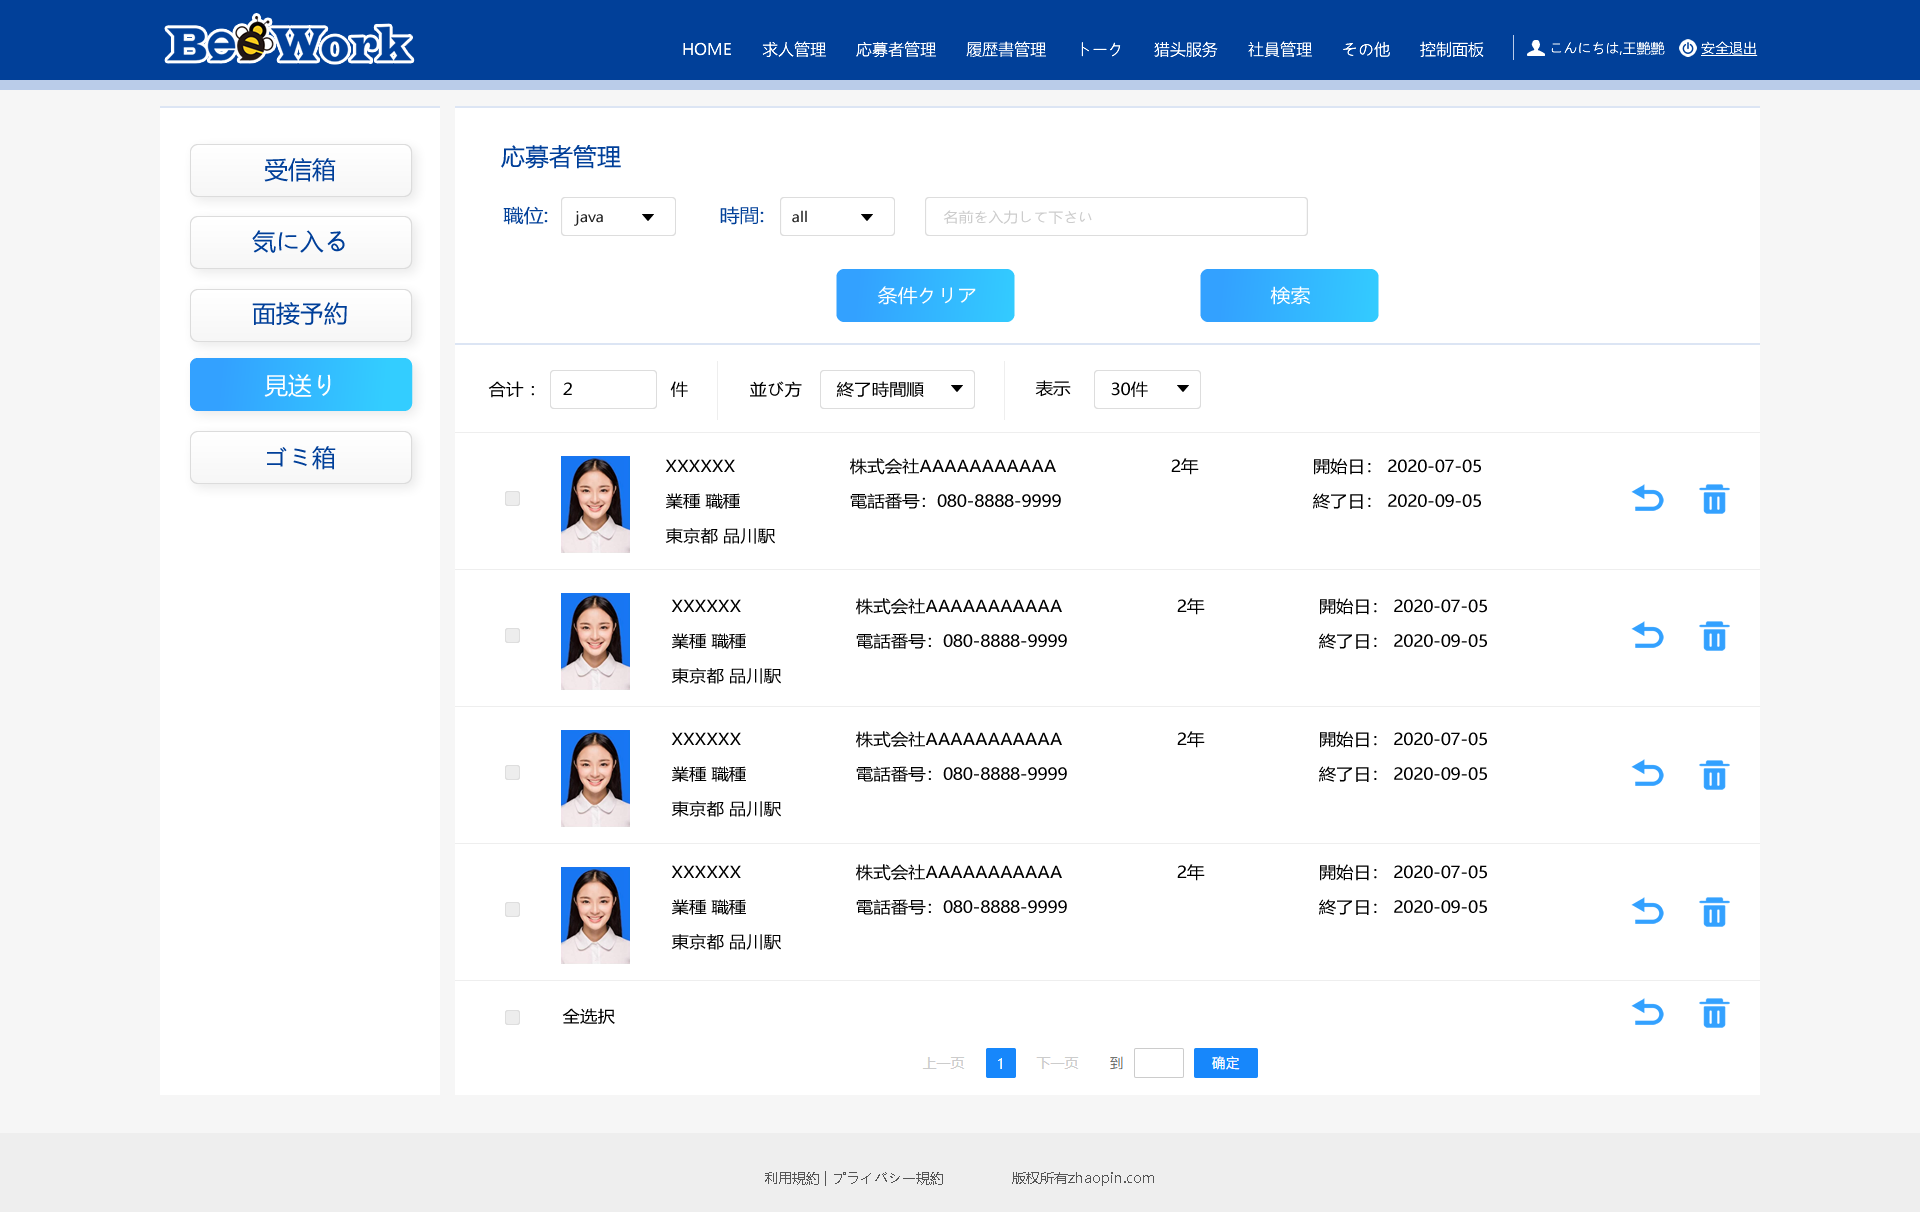 BeeWork
HOME 求人管理 応募者管理 履歴書管理 トーク 猎头服务 社員管理 その他 控制面板 こんにちは,王艷艷 安全退出
受信箱
気に入る
面接予約
見送り
ゴミ箱
応募者管理
職位: java 時間: all 名前を入力して下さい
条件クリア 検索
合计： 2 件 並び方 終了時間順 表示 30件
XXXXXX 株式会社AAAAAAAAAAA 2年 開始日： 2020-07-05
業種 職種 電話番号：080-8888-9999 終了日： 2020-09-05
東京都 品川駅
XXXXXX 株式会社AAAAAAAAAAA 2年 開始日： 2020-07-05
業種 職種 電話番号：080-8888-9999 終了日： 2020-09-05
東京都 品川駅
XXXXXX 株式会社AAAAAAAAAAA 2年 開始日： 2020-07-05
業種 職種 電話番号：080-8888-9999 終了日： 2020-09-05
東京都 品川駅
XXXXXX 株式会社AAAAAAAAAAA 2年 開始日： 2020-07-05
業種 職種 電話番号：080-8888-9999 終了日： 2020-09-05
東京都 品川駅
全选択
上一页 1 下一页 到 确定
利用規約 | プライバシー規約 版权所有zhaopin.com